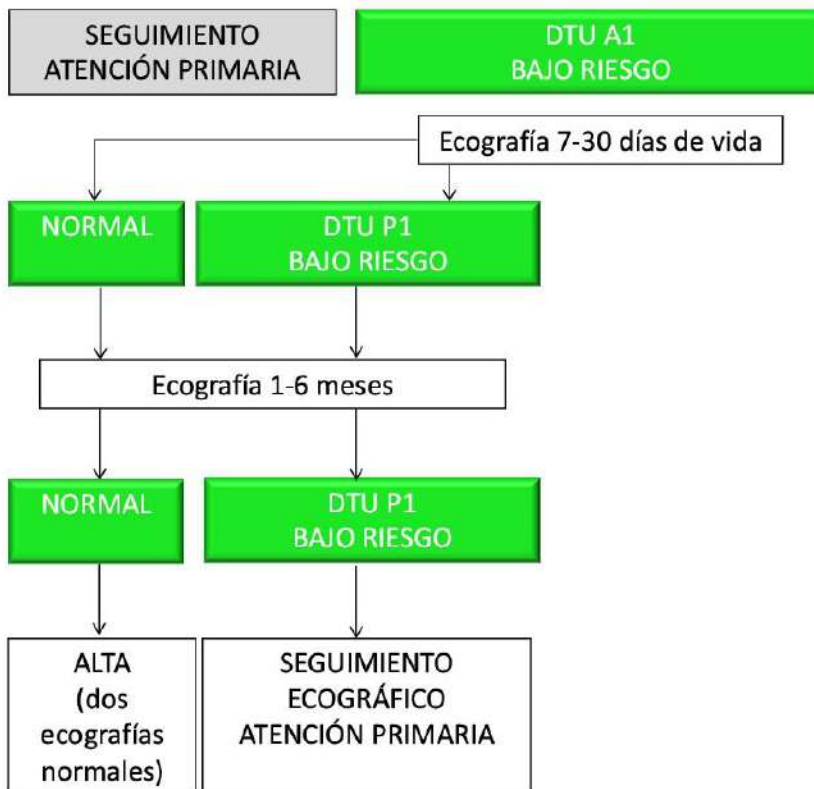 SEGUIMIENTO
ATENCIÓN PRIMARIA
DTU A1
BAJO RIESGO
Ecografía 7-30 días de vida
NORMAL
DTU P1
BAJO RIESGO
Ecografía 1-6 meses
NORMAL
DTU P1
BAJO RIESGO
ALTA
(dos
ecografías
normales)
SEGUIMIENTO
ECOGRÁFICO
ATENCIÓN PRIMARIA